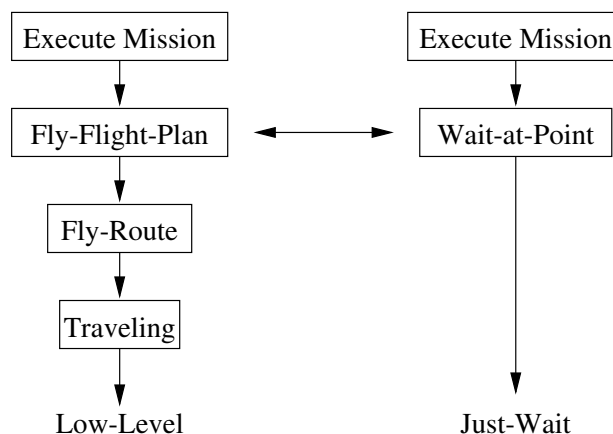 Execute Mission
Execute Mission
Fly-Flight-Plan
Wait-at-Point
Fly-Route
Traveling
Low-Level
Just-Wait